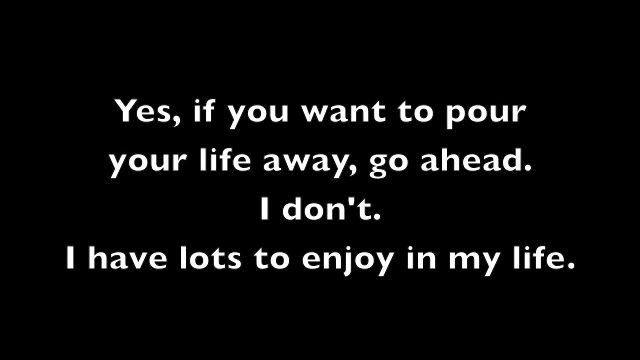 Yes, if you want to pour
your life away, go ahead.
I don't.
I have lots to enjoy in my life.